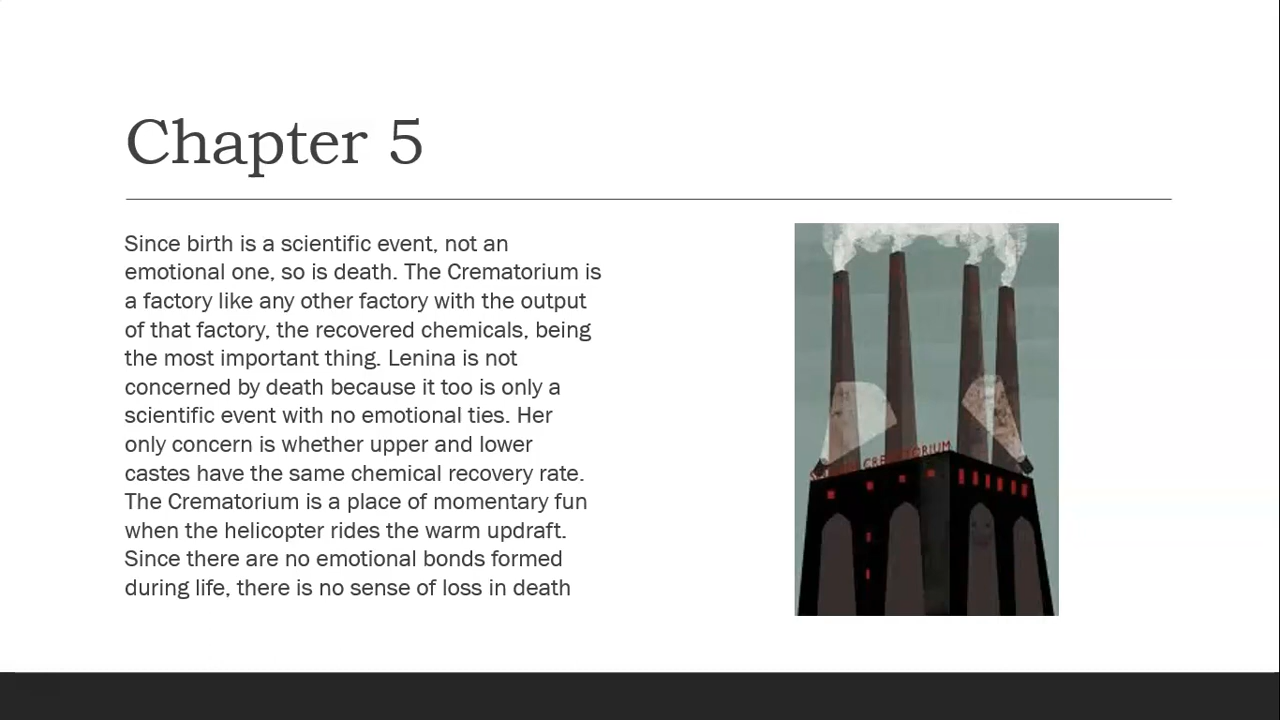 Chapter 5
Since birth is a scientific event, not an
emotional one, so is death. The Crematorium is
a factory like any other factory with the output
of that factory, the recovered chemicals, being
the most important thing. Lenina is not
concerned by death because it too is only a
scientific event with no emotional ties. Her
only concern is whether upper and lower
castes have the same chemical recovery rate.
The Crematorium is a place of momentary fun
when the helicopter rides the warm updraft.
Since there are no emotional bonds formed
during life, there is no sense of loss in death
CREMATORIUM